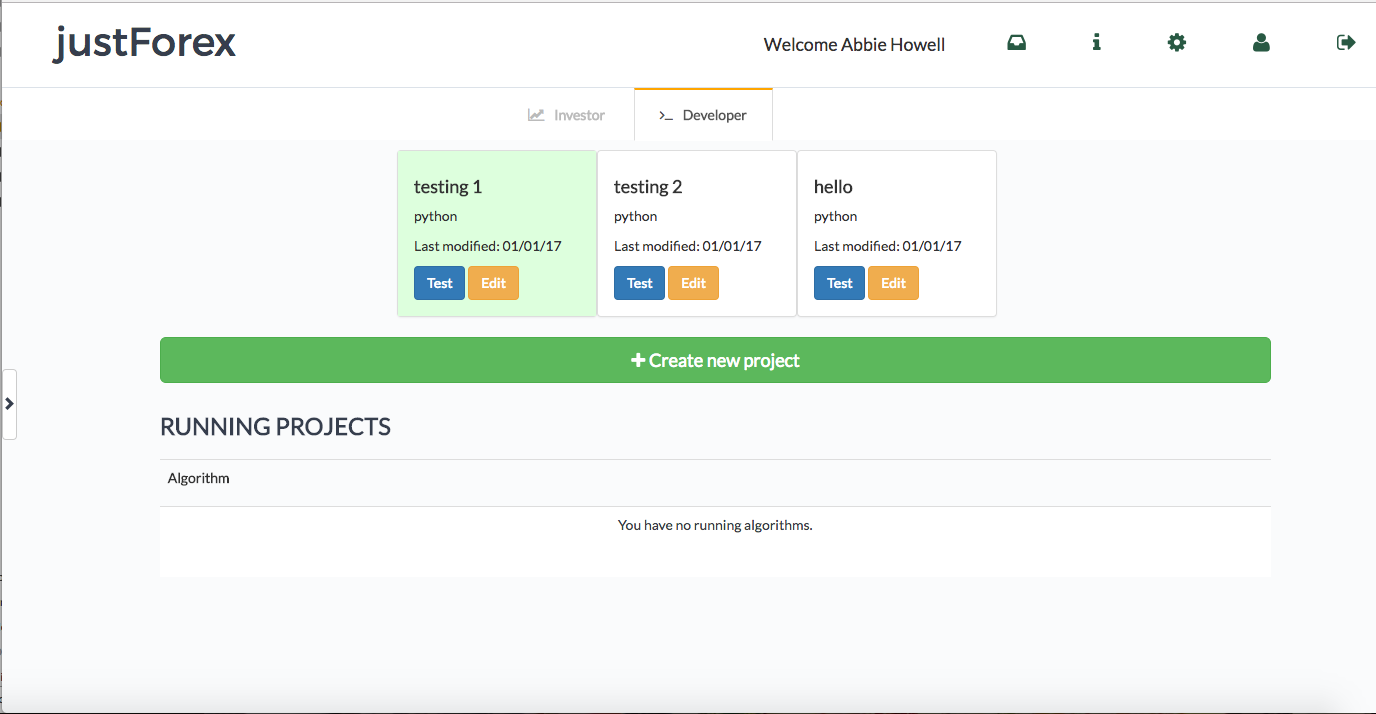 justForex
Welcome Abbie Howell
Investor
Developer
testing 1
python
Last modified: 01/01/17
Test Edit
testing 2
python
Last modified: 01/01/17
Test Edit
hello
python
Last modified: 01/01/17
Test Edit
Create new project
RUNNING PROJECTS
Algorithm
You have no running algorithms.